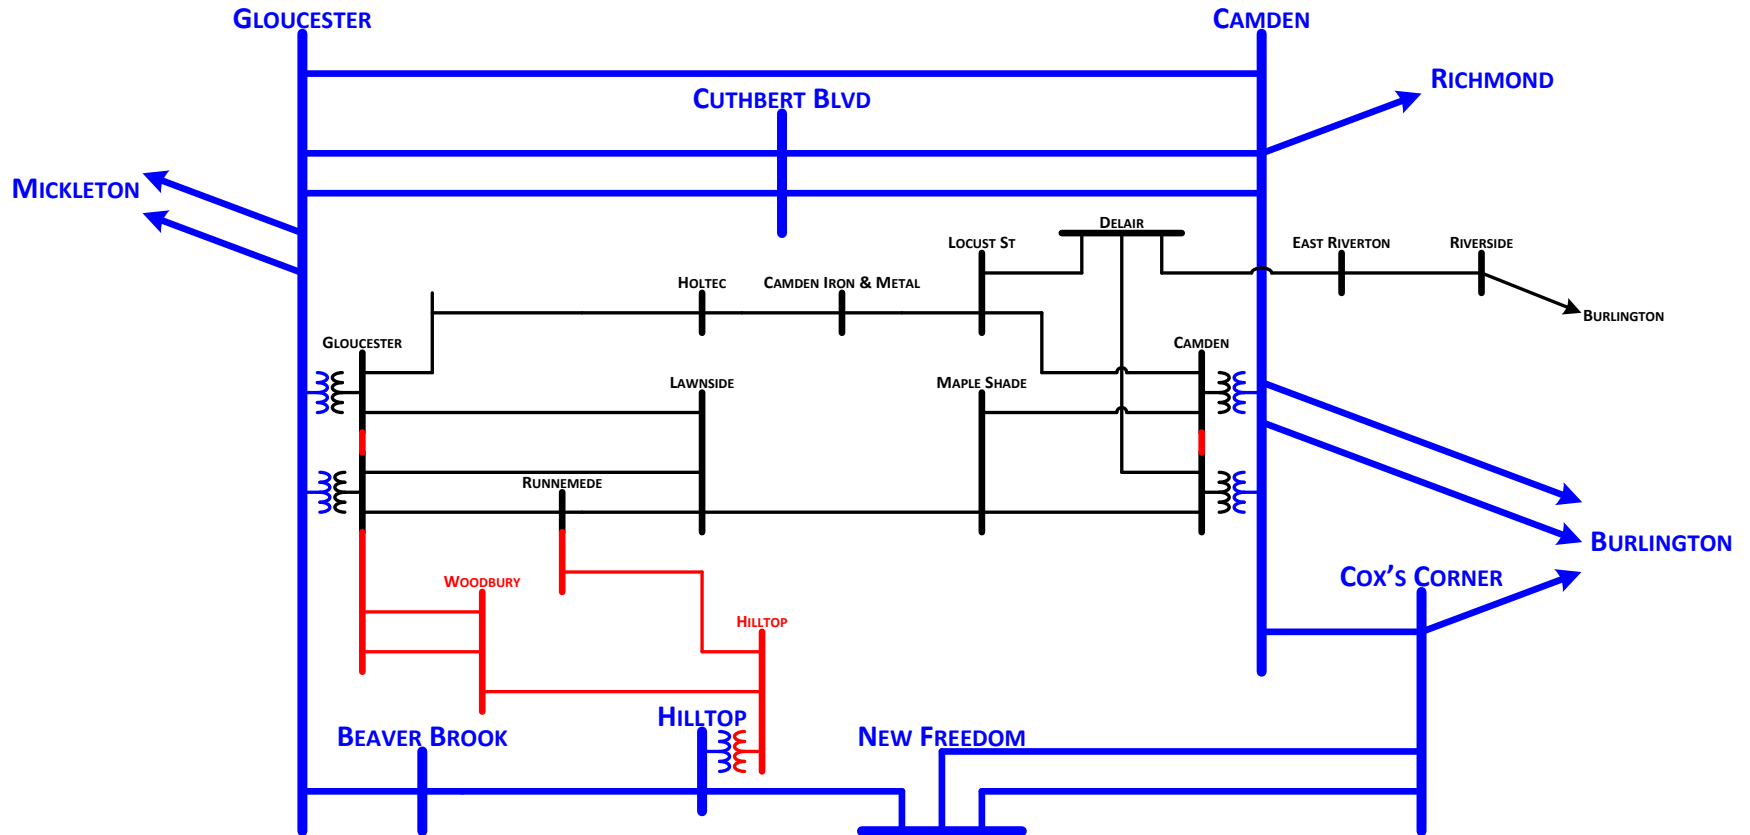 GLOUCESTER
CAMDEN
RICHMOND
CUTHBERT BLVD
MICKLETON
DELAIR
LOCUST ST
EAST RIVERTON
RIVERSIDE
HOLTEC
CAMDEN IRON & METAL
BURLINGTON
GLOUCESTER
CAMDEN
LAWNSIDE
MAPLE SHADE
RUNNEMEDE
BURLINGTON
WOODBURY
COX'S CORNER
HILLTOP
HILLTOP
BEAVER BROOK
NEW FREEDOM